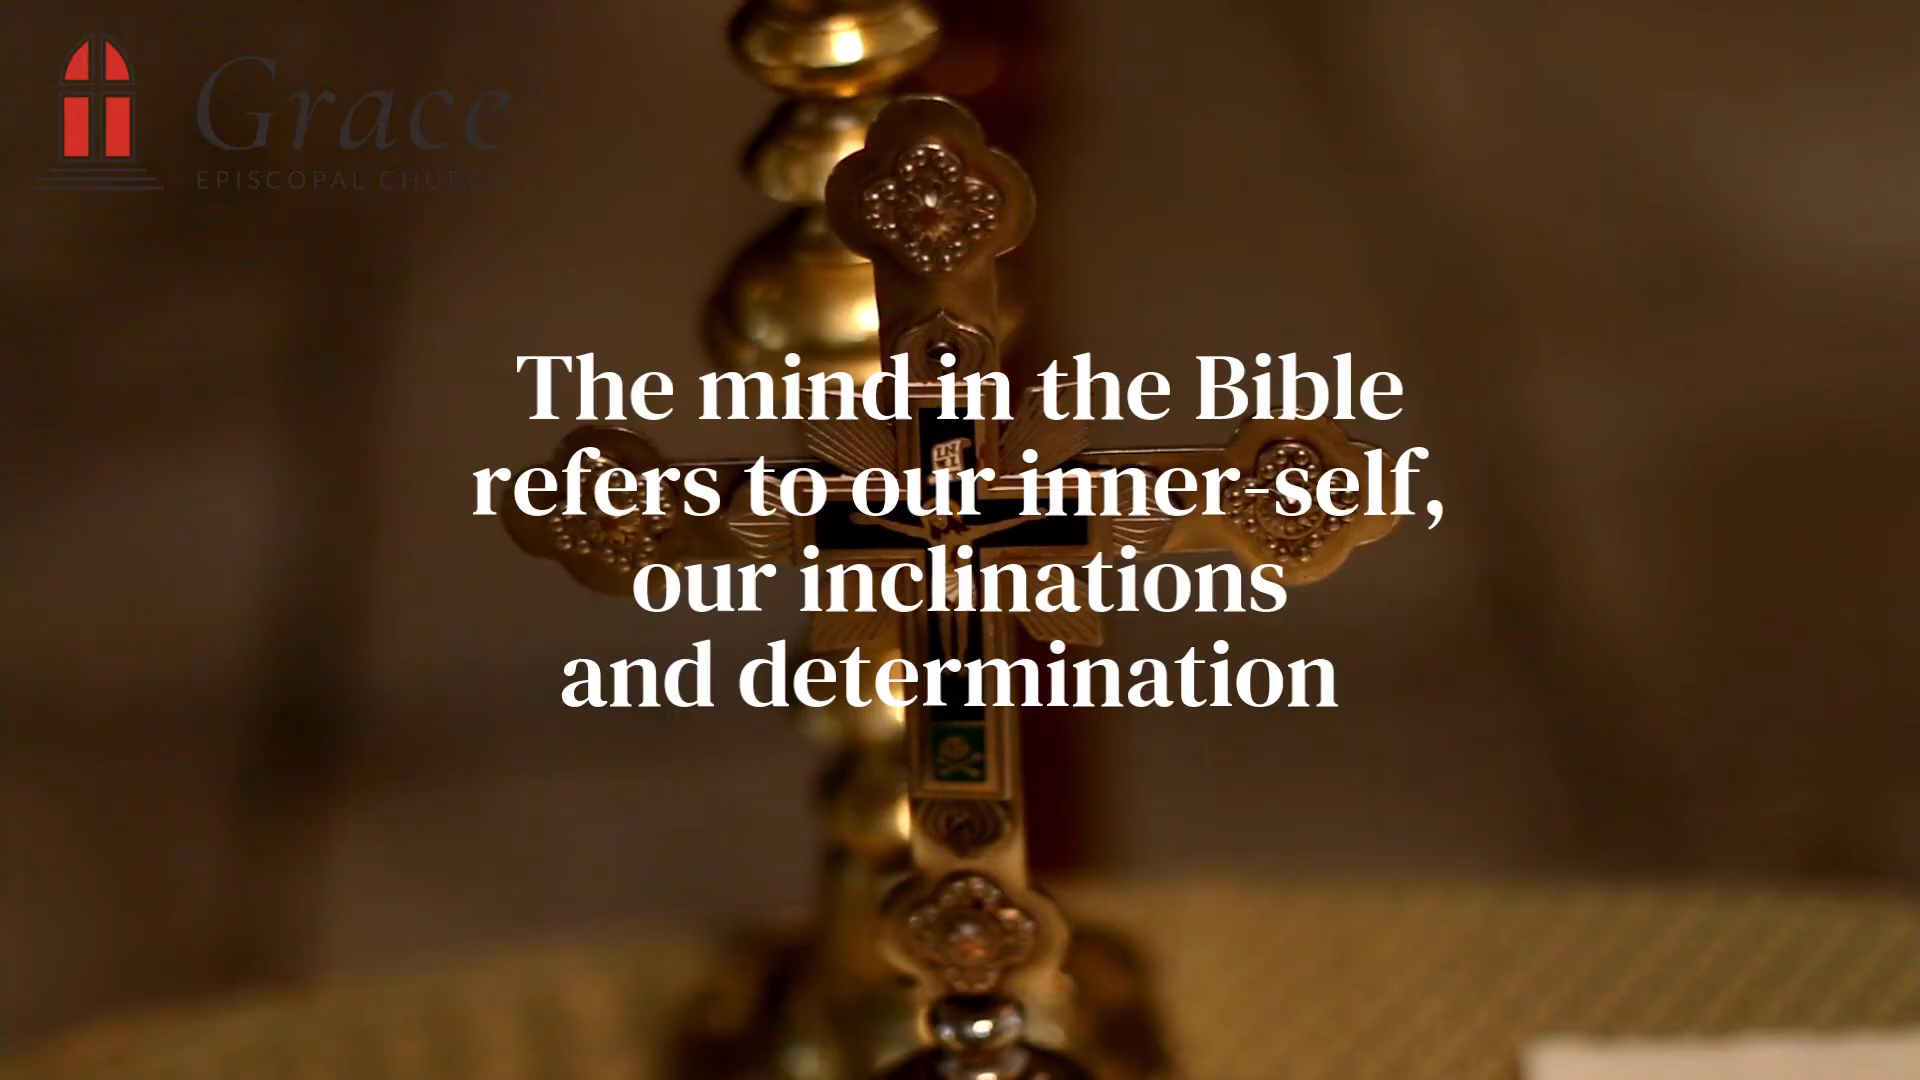 Grace
EPISCOPAL CHURCH
The mind in the Bible
refers to our inner-self,
our inclinations
and determination